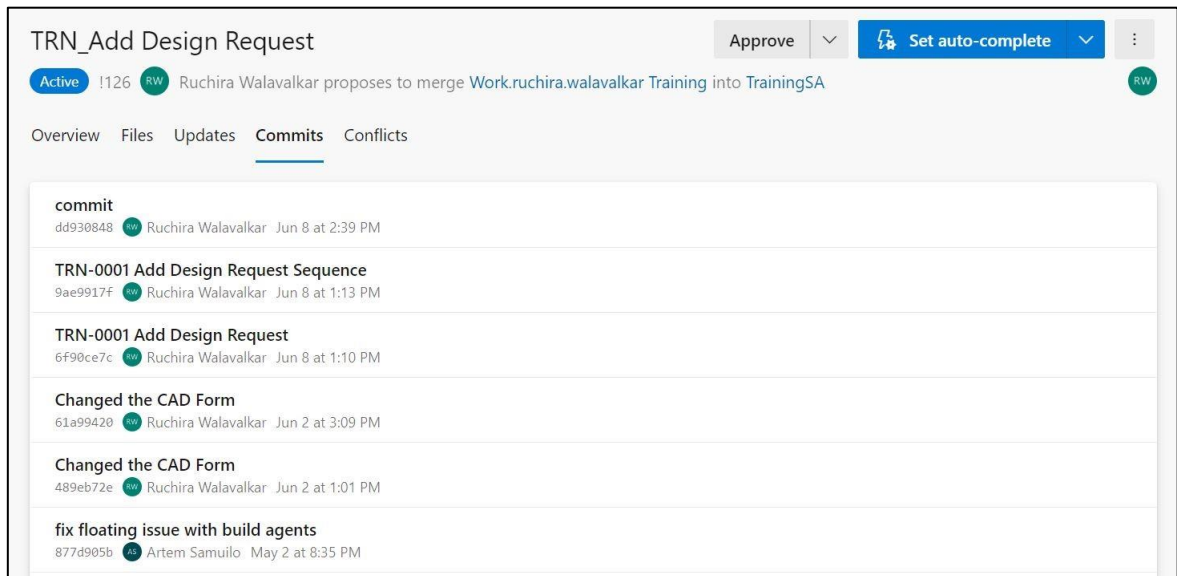 TRN_Add Design Request
Approve
Set auto-complete
Active !126 RW Ruchira Walavalkar proposes to merge Work.ruchira.walavalkar Training into TrainingSA RW
Overview Files Updates Commits Conflicts
commit
dd930848 RW Ruchira Walavalkar Jun 8 at 2:39 PM
TRN-0001 Add Design Request Sequence
9ae9917f RW Ruchira Walavalkar Jun 8 at 1:13 PM
TRN-0001 Add Design Request
6f90ce7c RW Ruchira Walavalkar Jun 8 at 1:10 PM
Changed the CAD Form
61a99420 RW Ruchira Walavalkar Jun 2 at 3:09 PM
Changed the CAD Form
489eb72e RW Ruchira Walavalkar Jun 2 at 1:01 PM
fix floating issue with build agents
877d905b AS Artem Samuilo May 2 at 8:35 PM